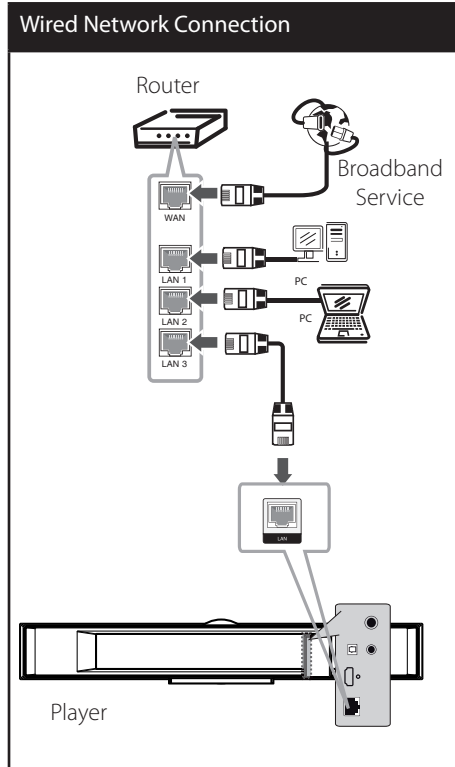 Wired Network Connection
Router
Broadband
Service
WAN
LAN 1
PC
LAN 2
PC
LAN 3
LAN
Player